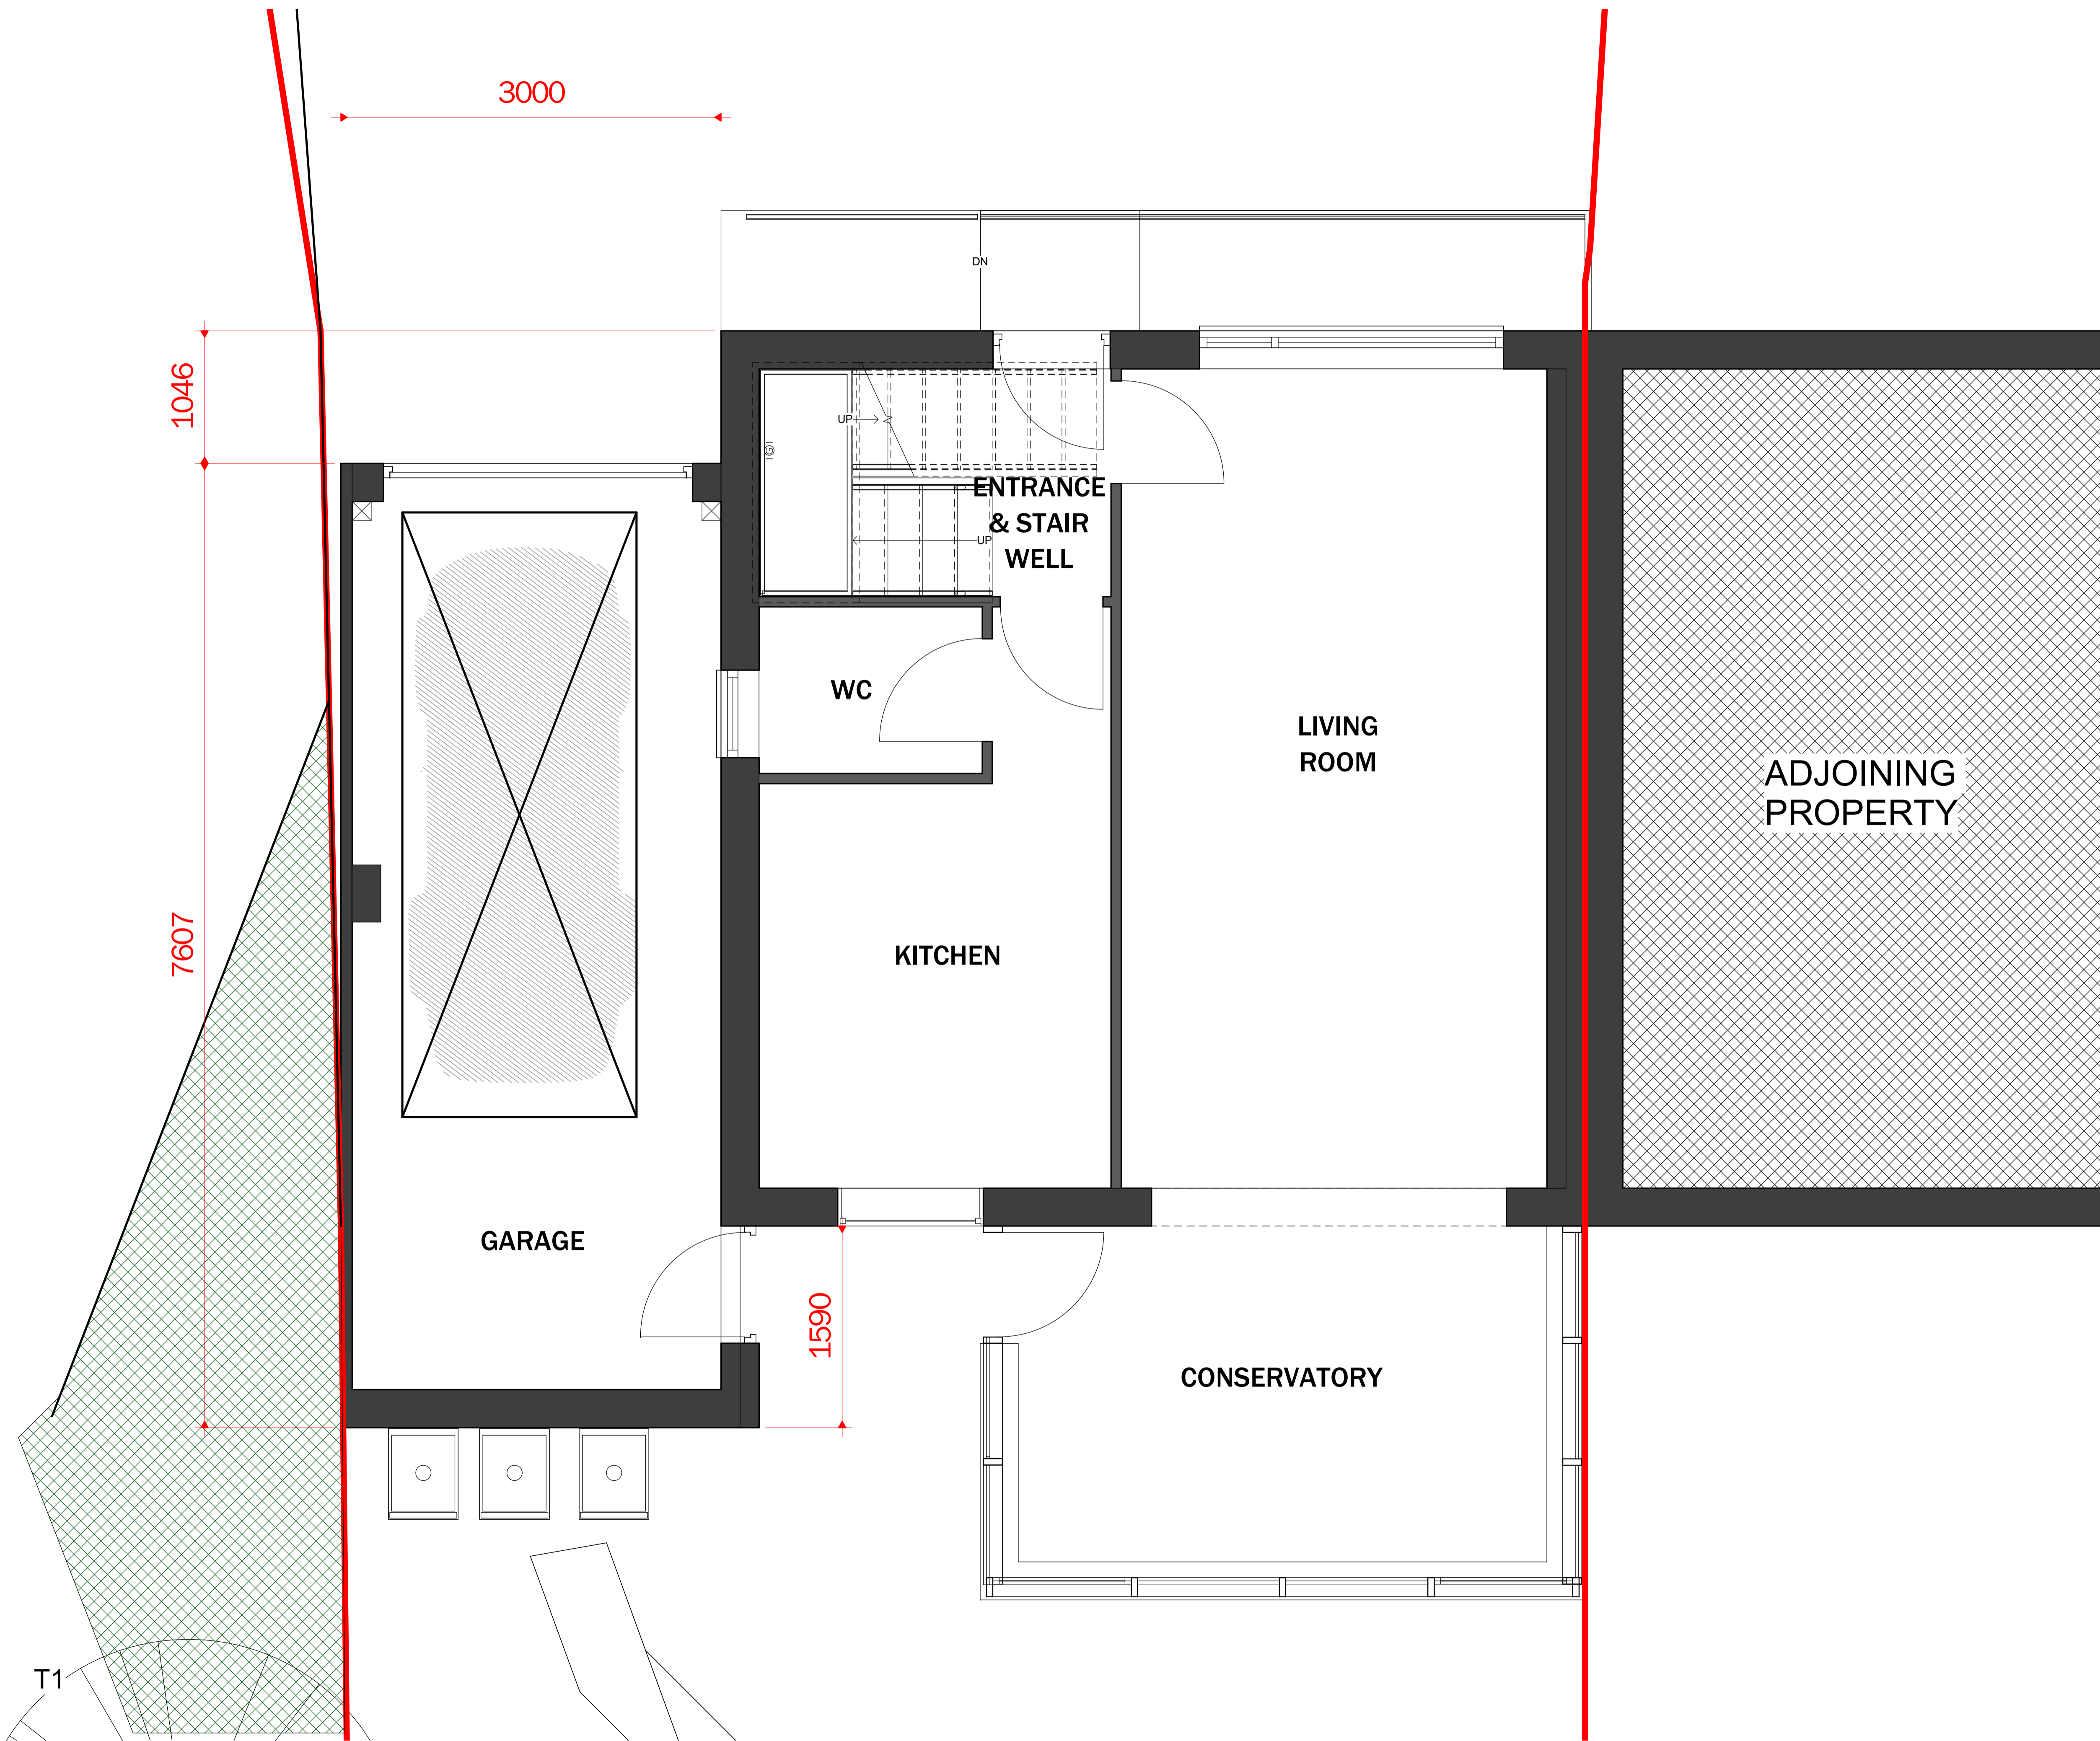 3000
DN
1046
UP
ENTRANCE
& STAIR
WELL
UP
WC
LIVING
ROOM
ADJOINING
PROPERTY
7607
KITCHEN
GARAGE
1590
CONSERVATORY
T1